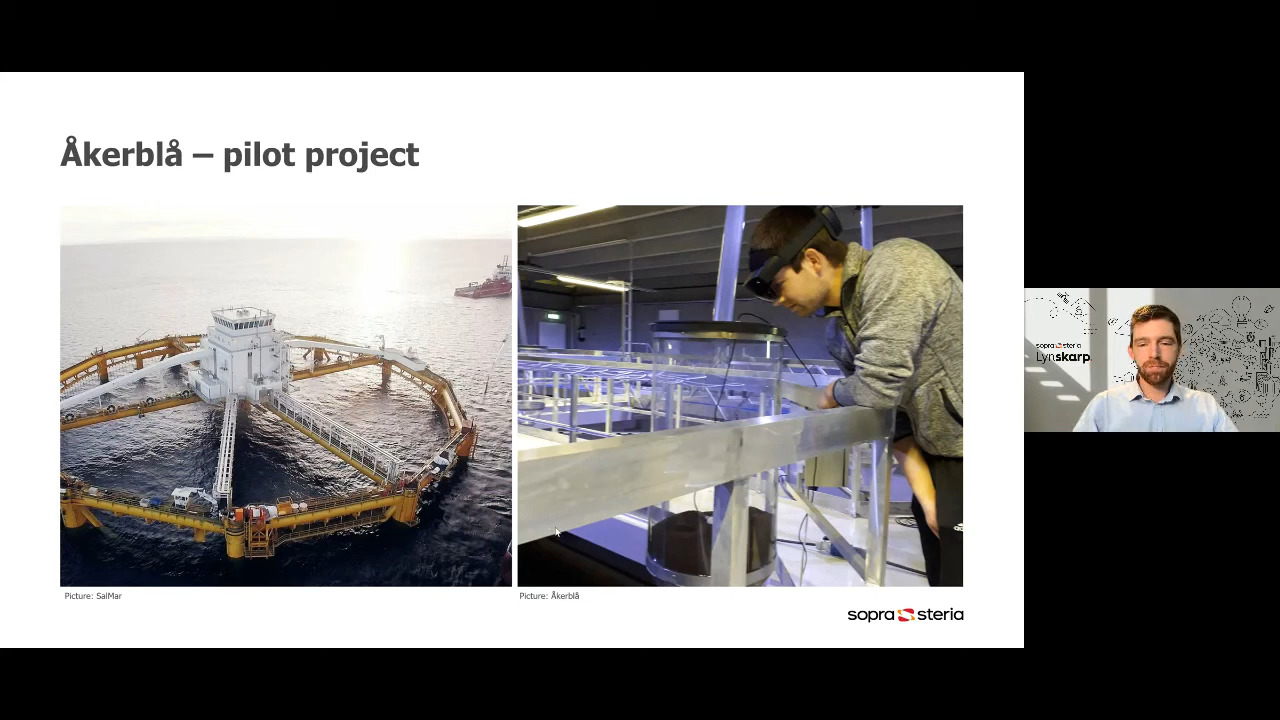 Åkerblå – pilot project
Picture: SalMar
Picture: Åkerblå
sopra steria
sopra steria
Lynskarp